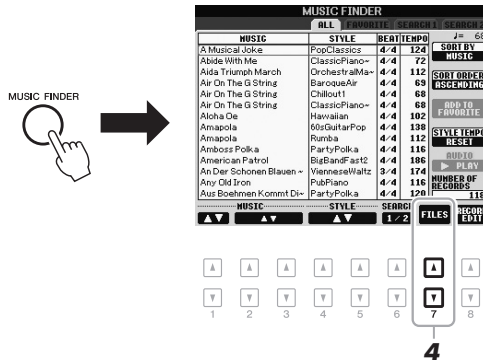 MUSIC FINDER
MUSIC FINDER
ALL FAVORITE SEARCH 1 SEARCH 2
MUSIC STYLE BEAT TEMPO
A Musical Joke PopClassics 4/4 124
Abide With Me ClassicPiano~ 4/4 72
Aida Triumph March OrchestralMa~ 4/4 112
Air On The G String BaroqueAir 4/4 69
Air On The G String Chillout1 4/4 68
Air On The G String ClassicPiano~ 4/4 68
Aloha Oe Hawaiian 4/4 102
Amapola 60sGuitarPop 4/4 138
Amapola Rumba 4/4 112
Amboss Polka PartyPolka 4/4 116
American Patrol BigBandFast2 4/4 186
An Der Schonen Blauen ~ VienneseWaltz 3/4 174
Any Old Iron PubPiano 4/4 116
Aus Boehmen Kommt Di~ PartyPolka 4/4 120
♩= 68
SORT BY
MUSIC
SORT ORDER
ASCENDING
ADD TO
FAVORITE
STYLE TEMPO
RESET
AUDIO
▶ PLAY
NUMBER OF
RECORDS
118
MUSIC STYLE SEARC
▲▼ ▲▼ ▲▼ 1 / 2 FILES RECOR
EDIT
1 2 3 4 5 6 7 8
4